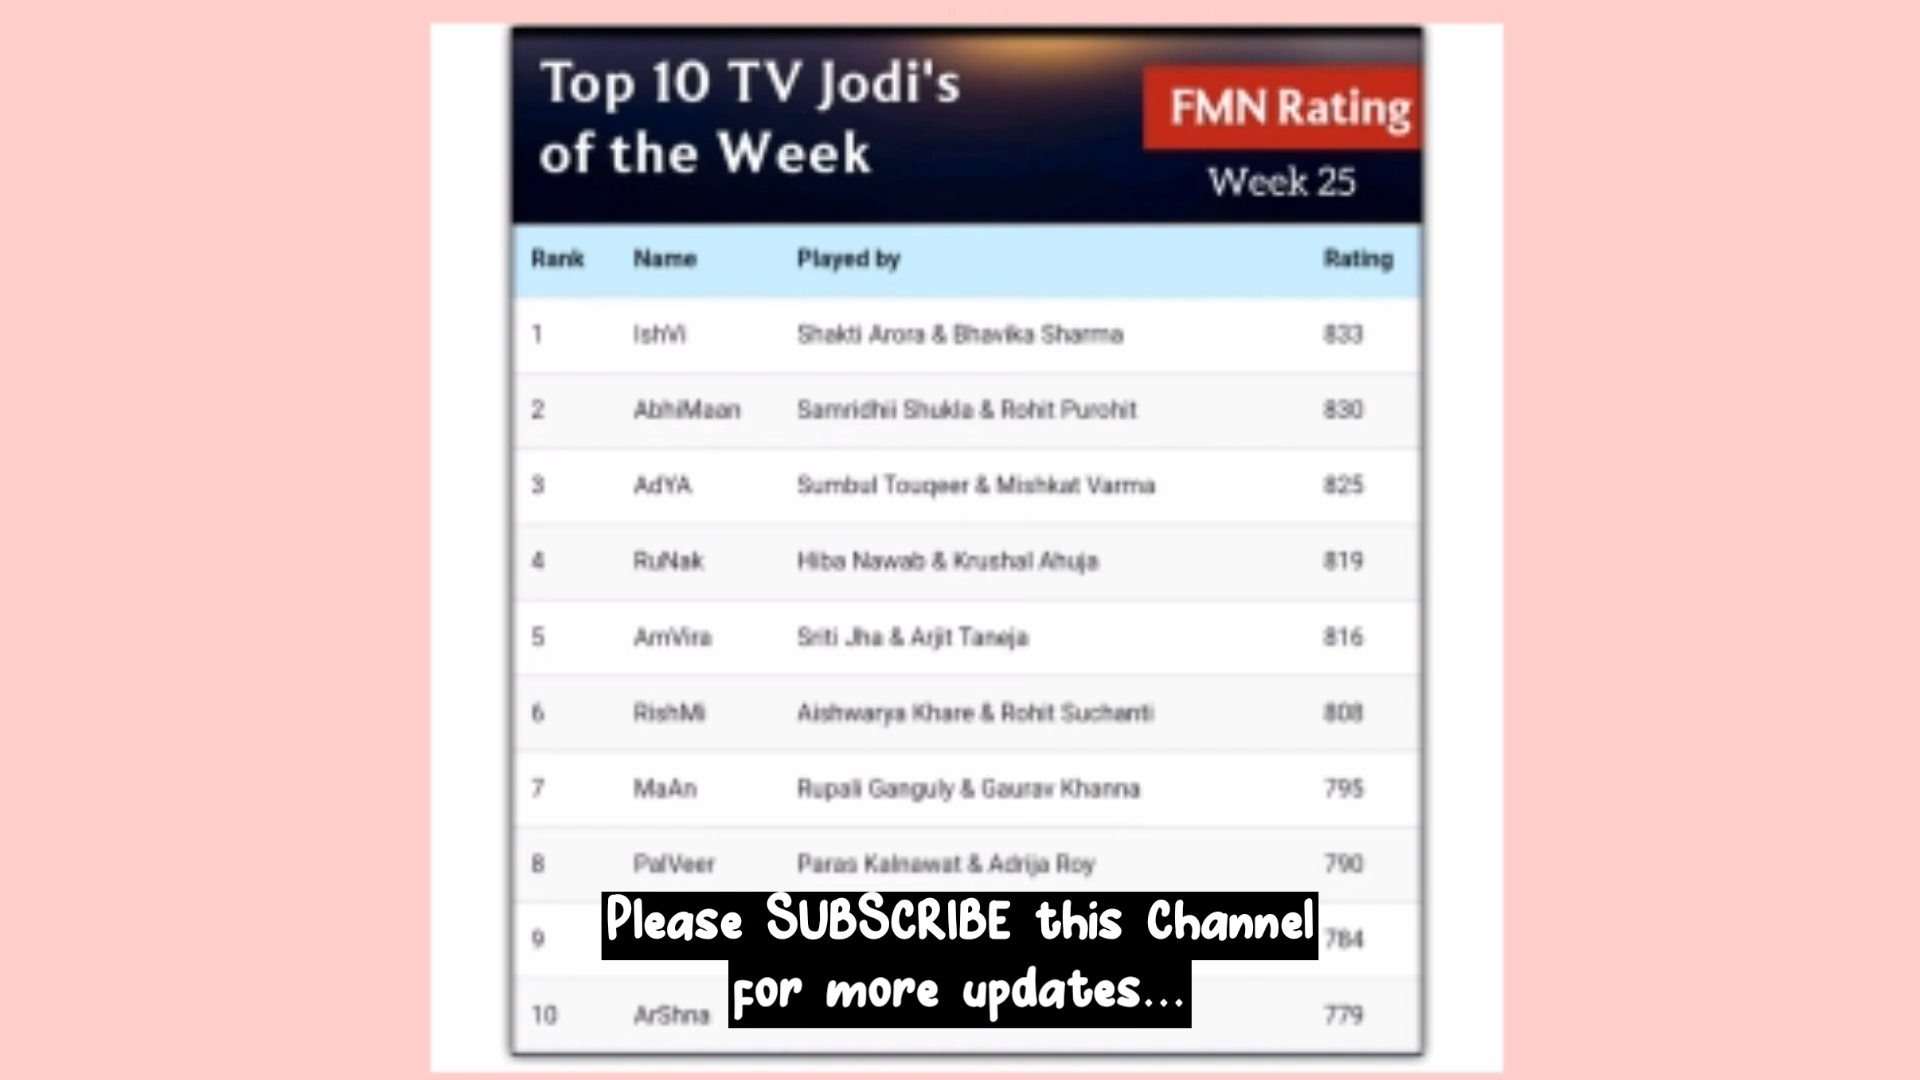 Top 10 TV Jodi's
of the Week
FMN Rating
Week 25
Rank Name Played by Rating
1 IshVi Shakti Arora & Bhavika Sharma 833
2 AbhiMaan Samridhii Shukla & Rohit Purohit 830
3 AdYA Sumbul Touqeer & Mishkat Varma 825
4 RuNak Hiba Nawab & Krushal Ahuja 819
5 AmVira Sriti Jha & Arjit Taneja 816
6 RishMi Aishwarya Khare & Rohit Suchanti 808
7 MaAn Rupali Ganguly & Gaurav Khanna 795
8 PalVeer Paras Kalnawat & Adrija Roy 790
9 784
10 ArShna 779
Please SUBSCRIBE this Channel
for more updates...